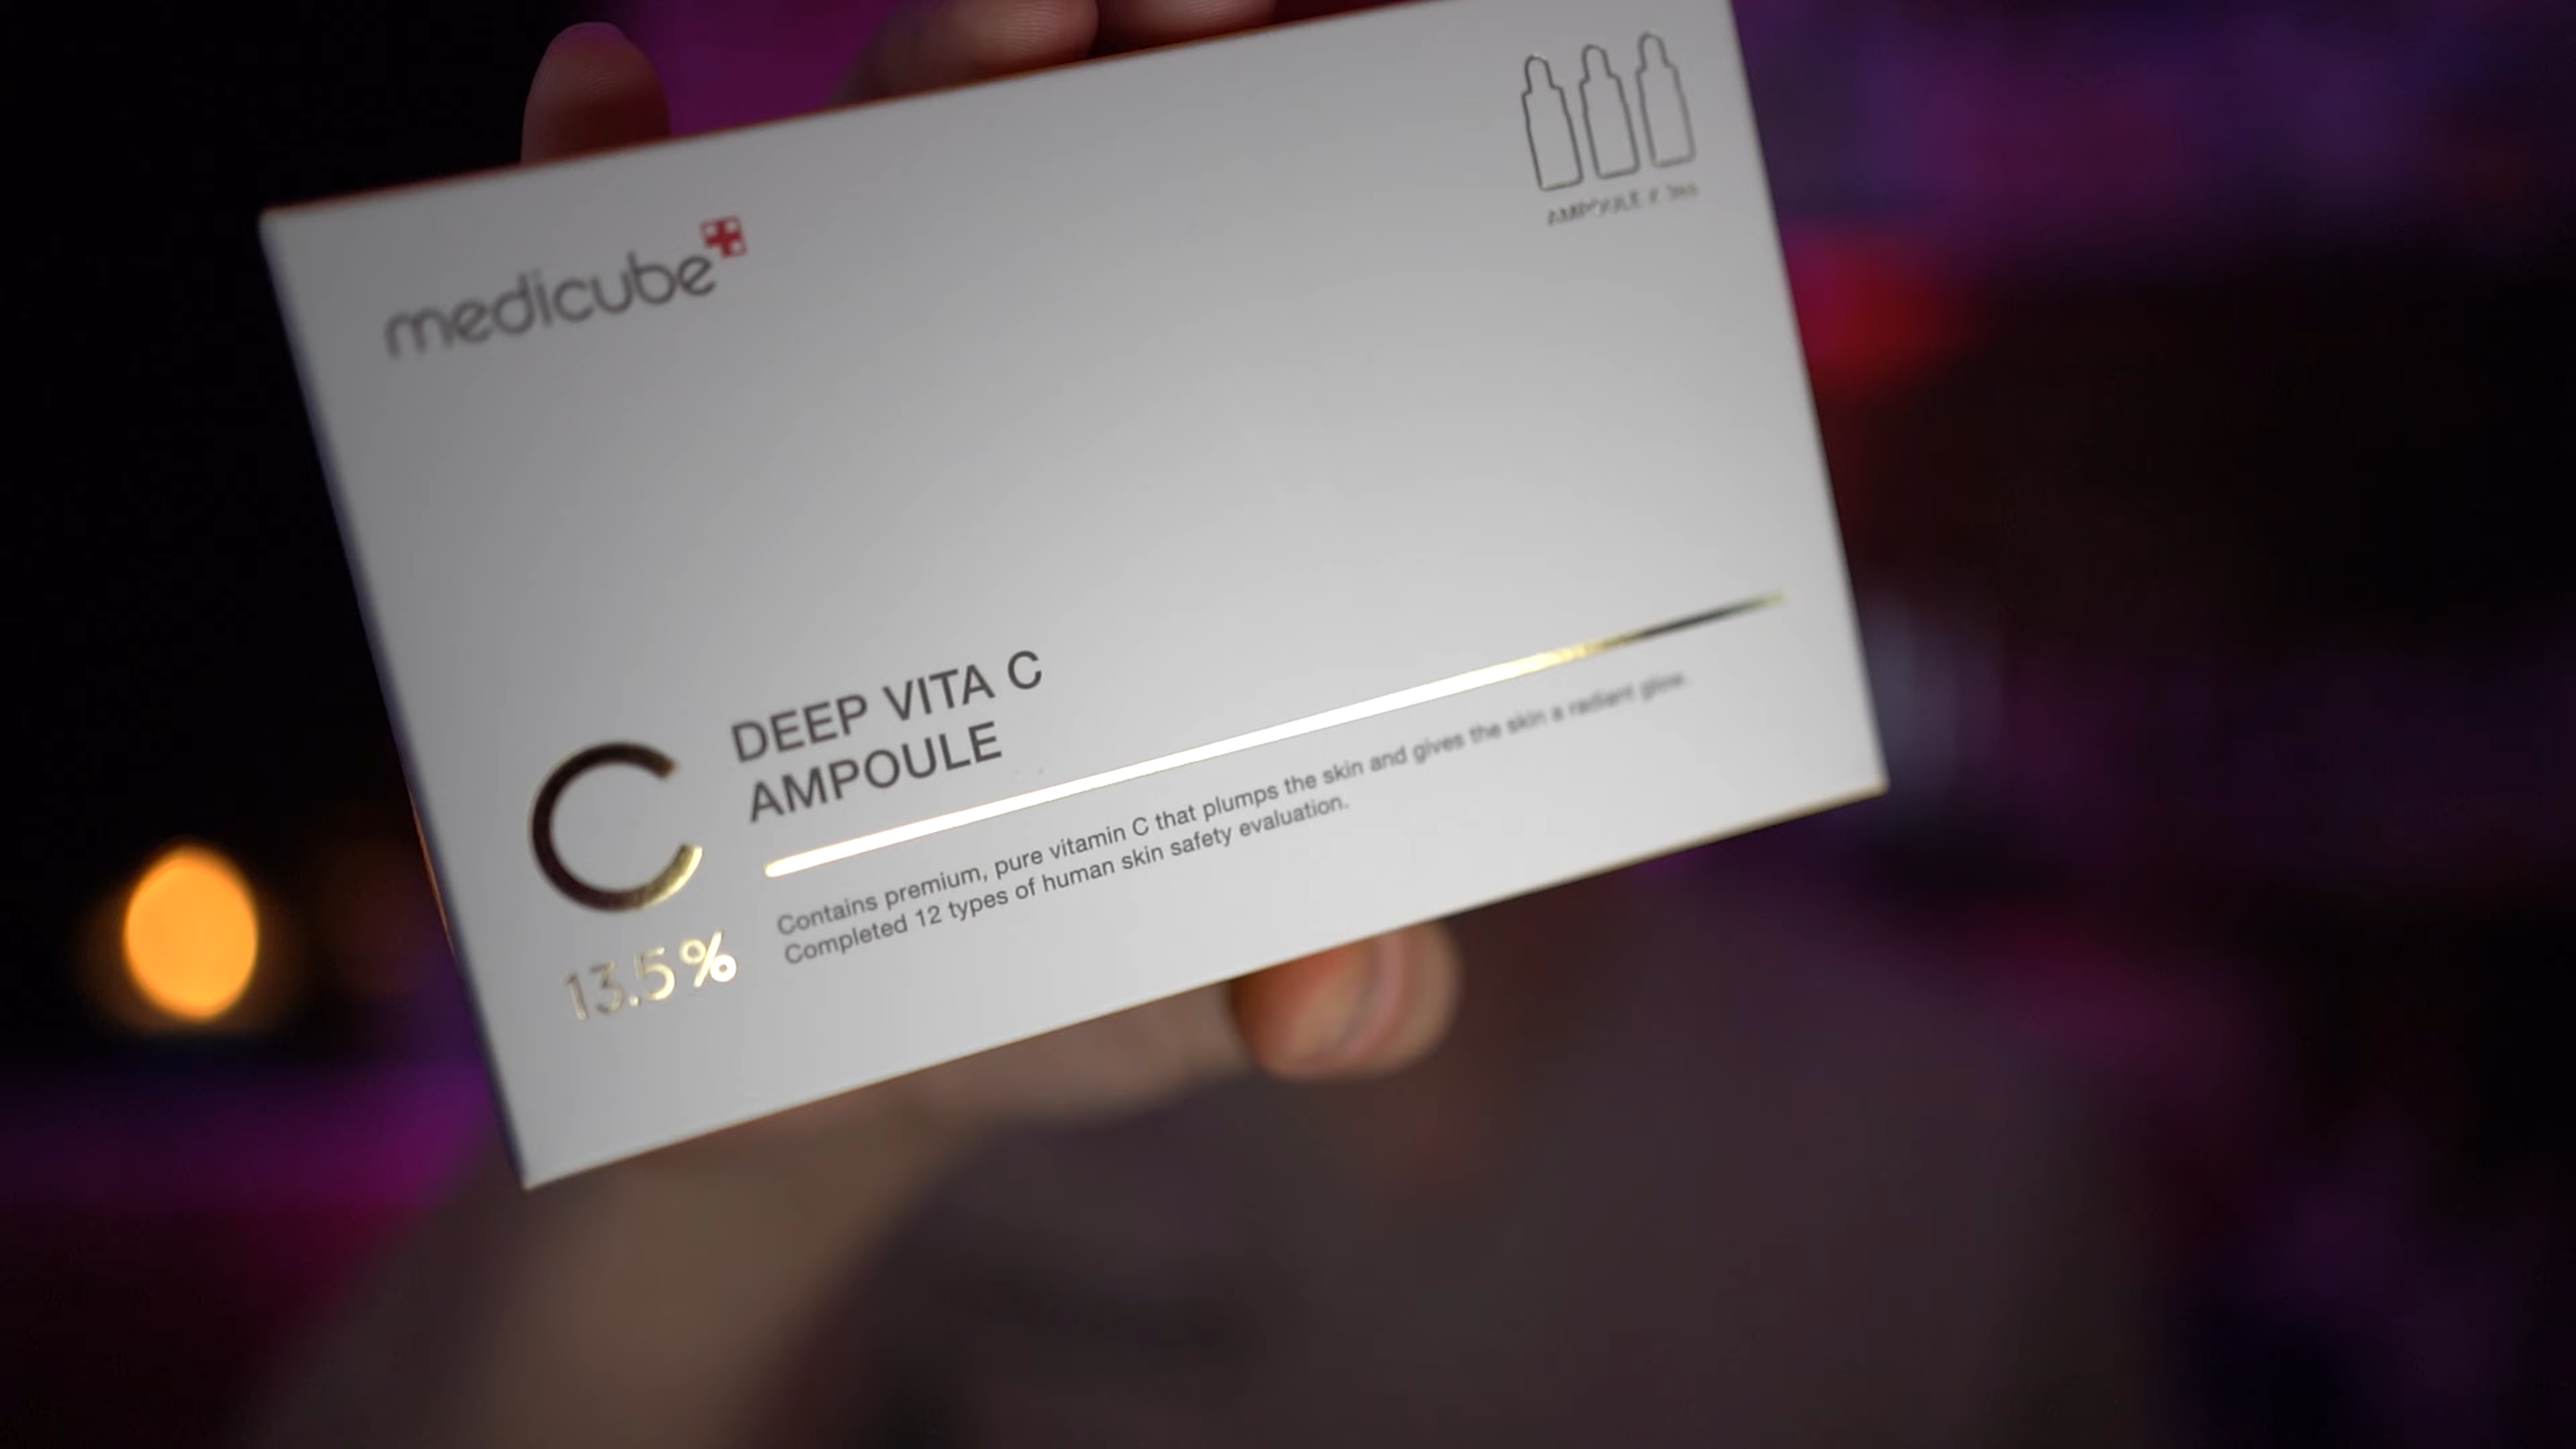 medicube
AMPOULE
DEEP VITA C
AMPOULE
C
13.5%
Contains premium, pure vitamin C that plumps the skin and gives the skin a radiant glow.
Completed 12 types of human skin safety evaluation.